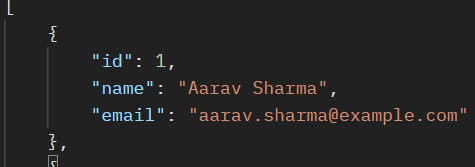 [
{
"id": 1,
"name": "Aarav Sharma",
"email": "aarav.sharma@example.com"
},
{